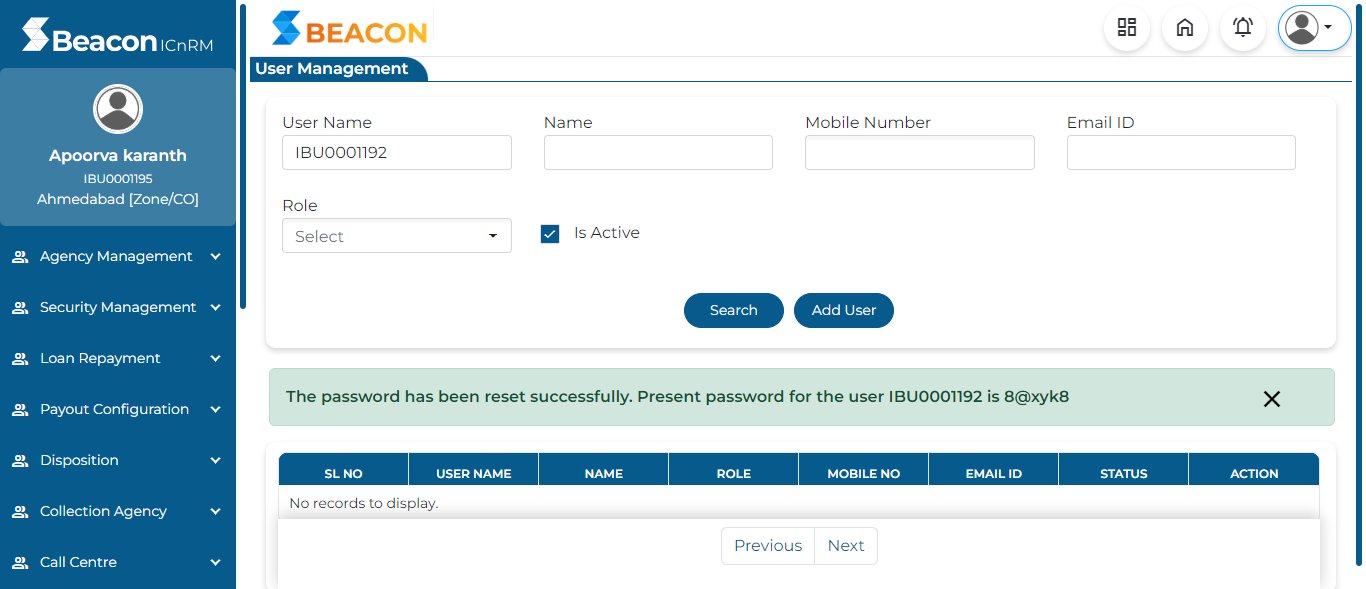 Beacon ICnRM
Apoorva karanth
IBU0001195
Ahmedabad [Zone/CO]
Agency Management
Security Management
Loan Repayment
Payout Configuration
Disposition
Collection Agency
Call Centre
BEACON
User Management
User Name Name Mobile Number Email ID
IBU0001192
Role
Select Is Active
Search Add User
The password has been reset successfully. Present password for the user IBU0001192 is 8@xyk8
SL NO USER NAME NAME ROLE MOBILE NO EMAIL ID STATUS ACTION
No records to display.
Previous Next